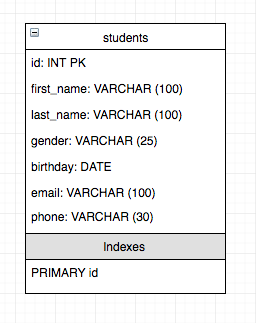 students
id: INT PK
first_name: VARCHAR (100)
last_name: VARCHAR (100)
gender: VARCHAR (25)
birthday: DATE
email: VARCHAR (100)
phone: VARCHAR (30)
Indexes
PRIMARY id